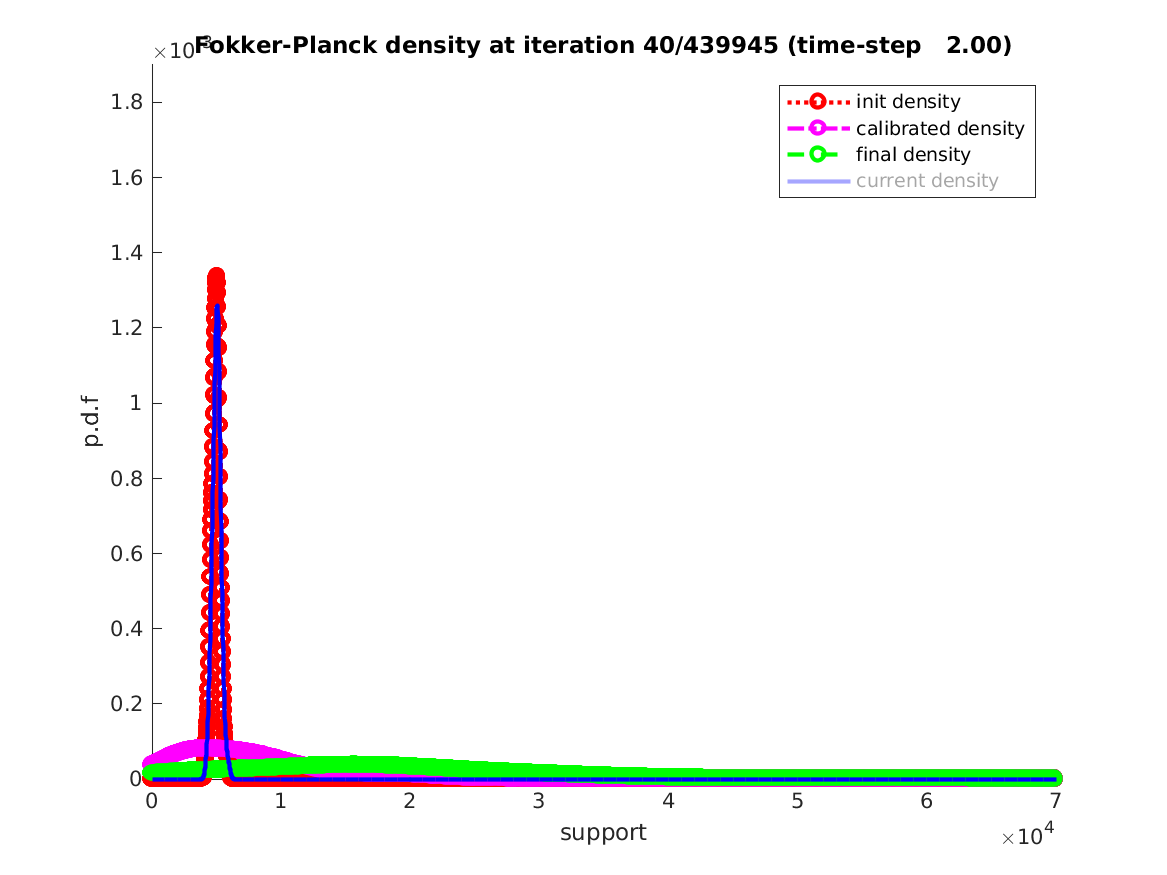 Fokker-Planck density at iteration 40/439945 (time-step 2.00)
×10⁻³
init density
calibrated density
final density
current density
1.8
1.6
1.4
1.2
1
0.8
0.6
0.4
0.2
0
p.d.f
0 1 2 3 4 5 6 7
support
×10⁴